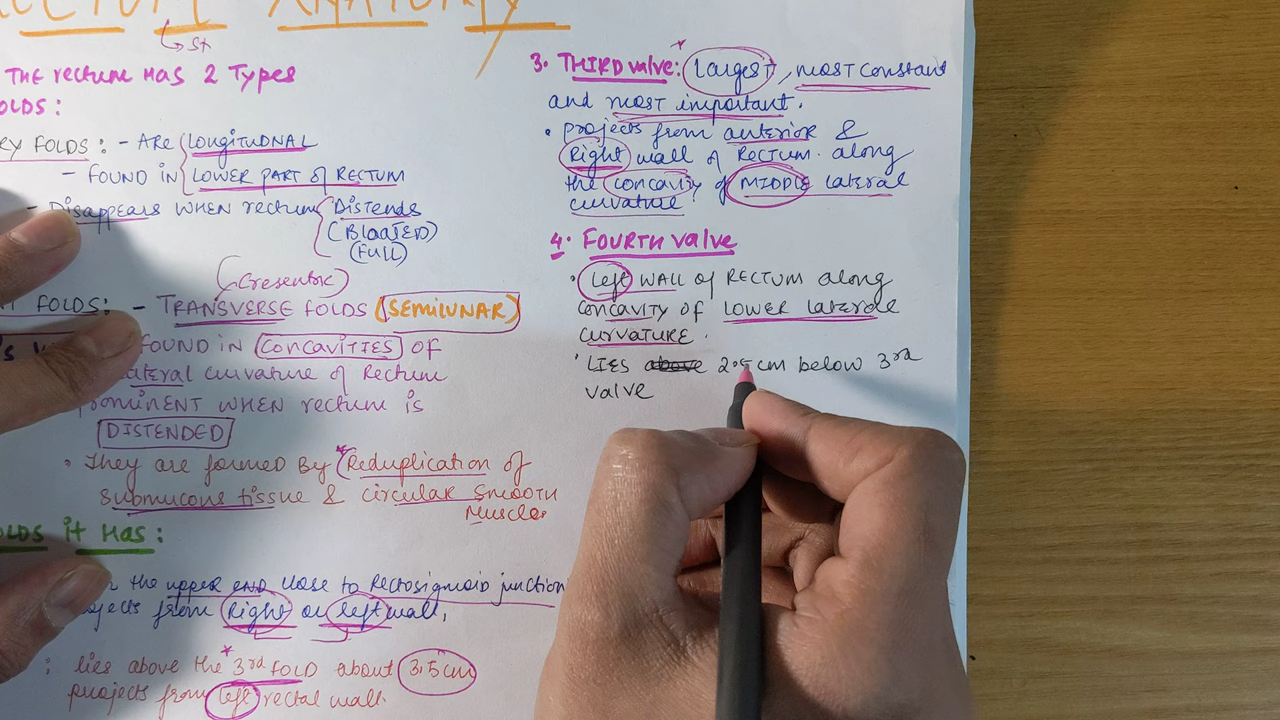 ANATOMY
St
THE rectum Has 2 Types
OLDS:
RY FOLDS: - ARE LONGITUDNAL
- FOUND IN LOWER PART OF RECTUM
- Disappears WHEN rectum Distends
(BLOATED)
(FULL)
(Cresentric)
FOLDS: - TRANSVERSE FOLDS (SEMILUNAR)
FOUND IN CONCAVITIES OF
lateral curvature of Rectum
PROMINENT WHEN rectum is
DISTENDED
• They are formed By Reduplication of
submucous tissue & circular Smooth
Muscles
OLDS it Has:
the upper END close to Rectosigmoid junction
from Right or left wall,
: lies above the 3rd FOLD about 3.5cm
projects from left rectal wall.
3. THIRD valve: Largest, most constant
and most important.
• projects from anterior &
Right wall of RECTUM. along
the concavity of MIDDLE lateral
curvature
4. FOURTH valve
• Left WALL of RECTUM along
concavity of LOWER laterale
curvature.
• LIES above 2.5cm below 3rd
valve